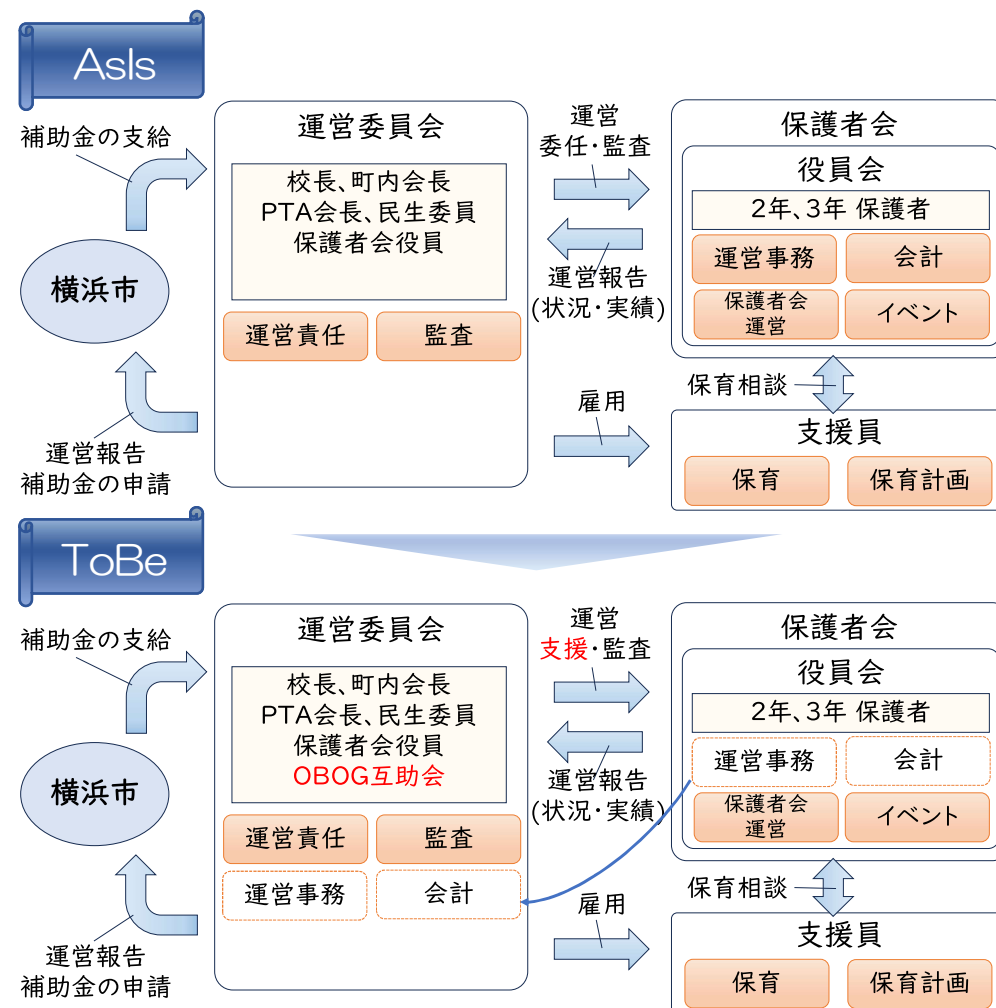 AsIs
補助金の支給
横浜市
運営報告
補助金の申請
運営委員会
校長、町内会長
PTA会長、民生委員
保護者会役員
運営責任
監査
運営
委任・監査
運営報告
(状況・実績)
雇用
保護者会
役員会
2年、3年 保護者
運営事務
会計
保護者会
運営
イベント
保育相談
支援員
保育
保育計画
ToBe
補助金の支給
横浜市
運営報告
補助金の申請
運営委員会
校長、町内会長
PTA会長、民生委員
保護者会役員
OBOG互助会
運営責任
監査
運営事務
会計
運営
支援・監査
運営報告
(状況・実績)
雇用
保護者会
役員会
2年、3年 保護者
運営事務
会計
保護者会
運営
イベント
保育相談
支援員
保育
保育計画